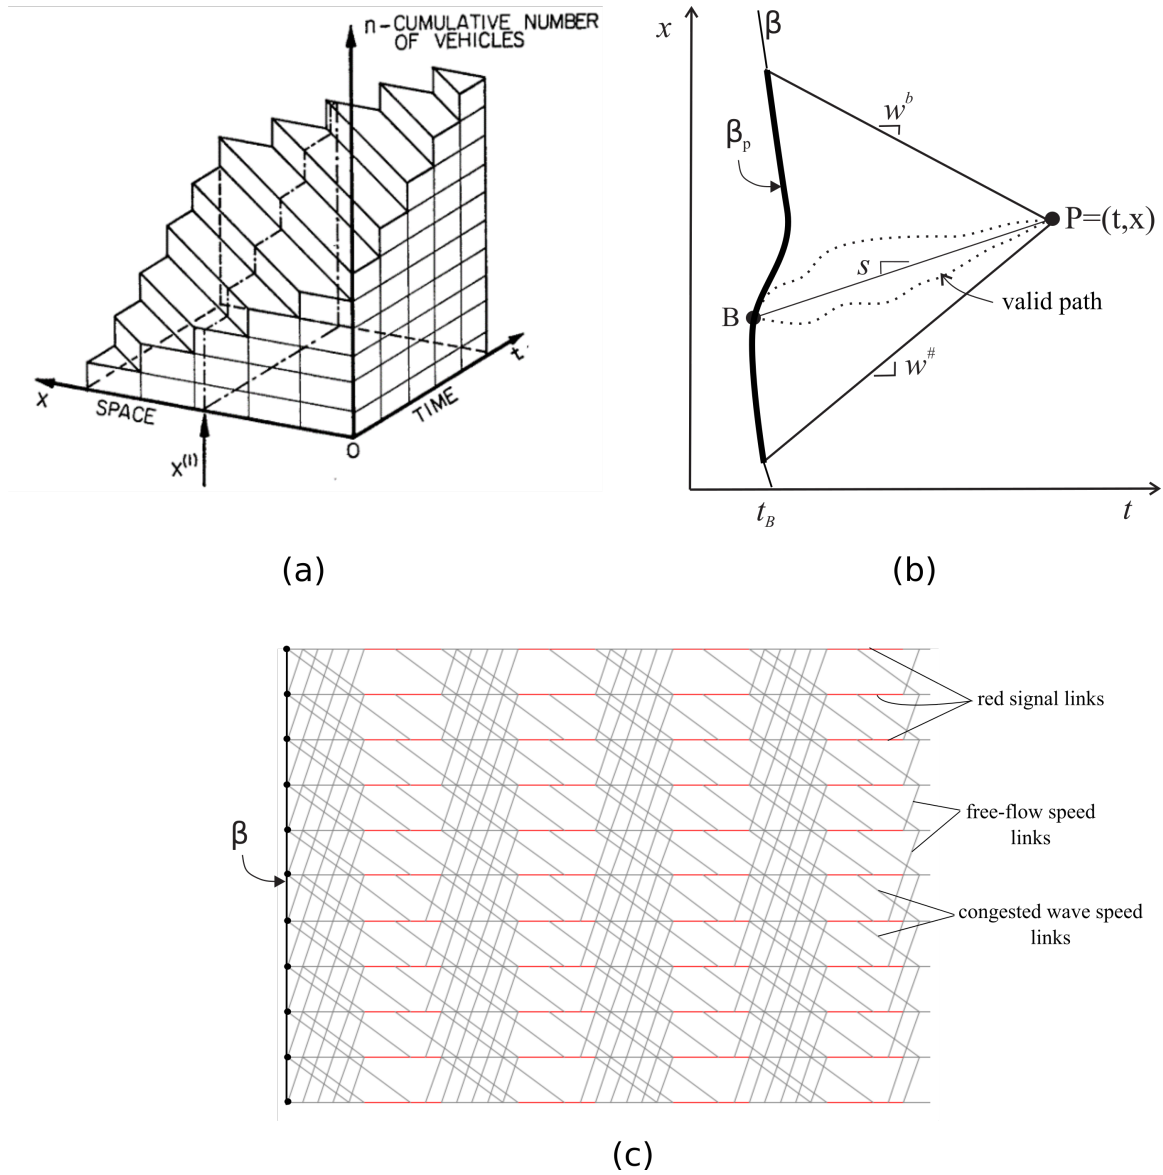 n-CUMULATIVE NUMBER
OF VEHICLES
x
SPACE
TIME
t
0
x(1)
(a)
x
β
w^b
β_p
P=(t,x)
s
B
valid path
w^#
t_B
t
(b)
red signal links
free-flow speed
links
β
congested wave speed
links
(c)